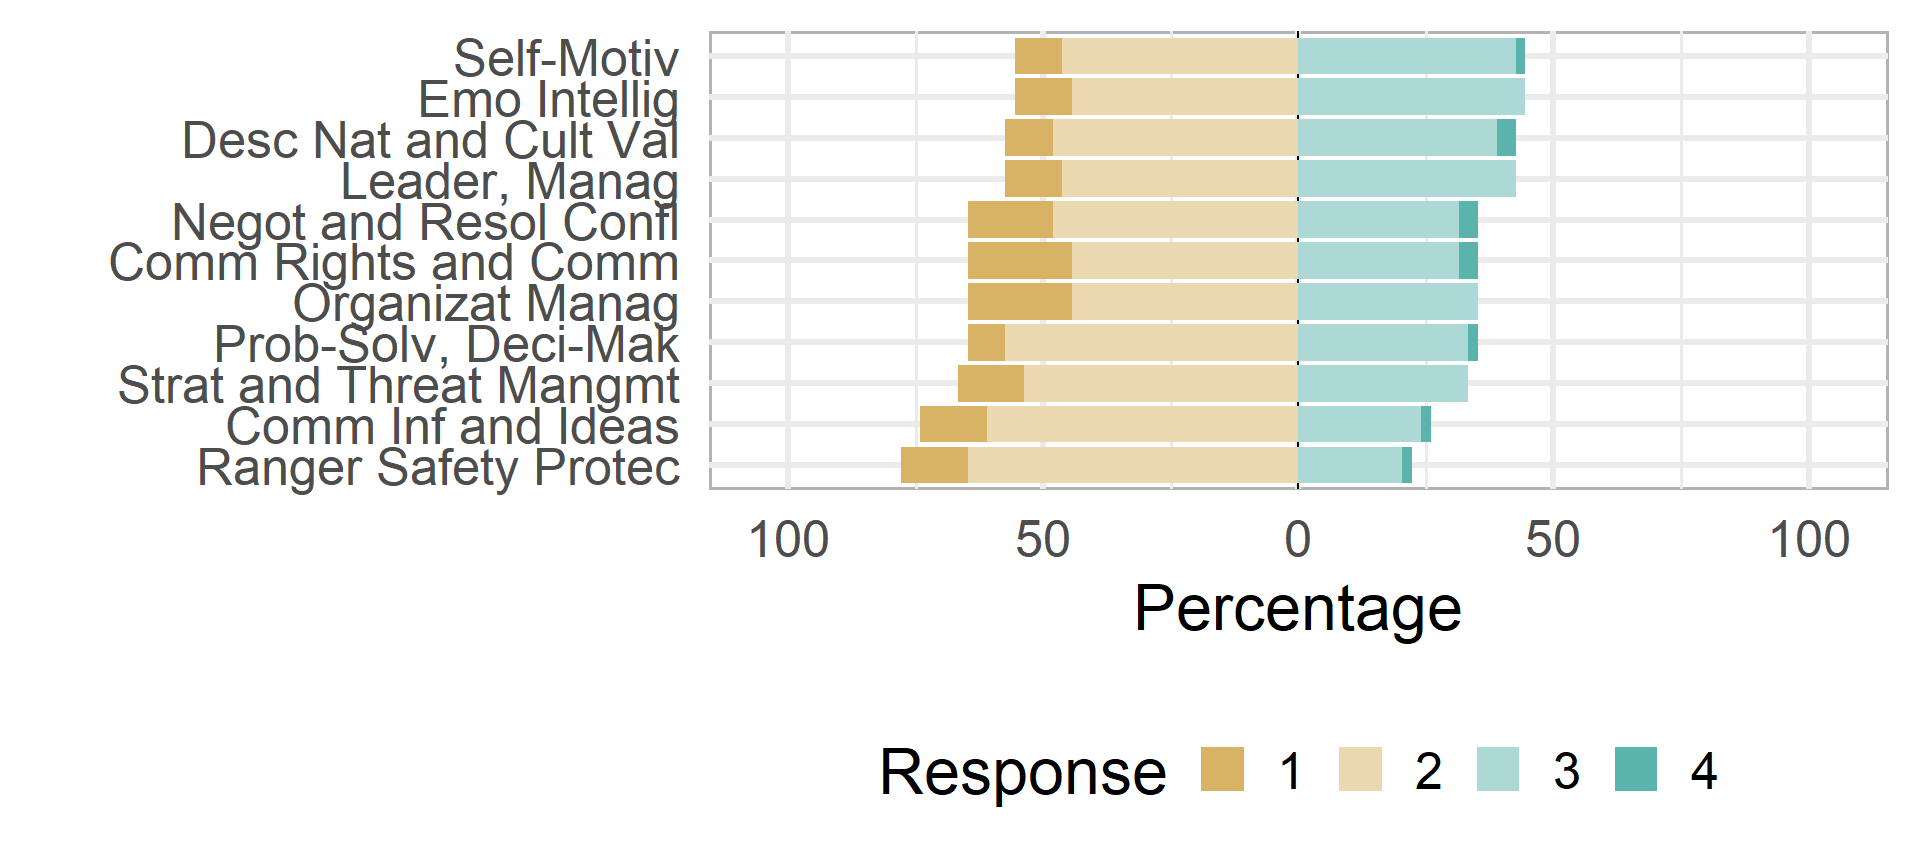 Self-Motiv
Emo Intellig
Desc Nat and Cult Val
Leader, Manag
Negot and Resol Confl
Comm Rights and Comm
Organizat Manag
Prob-Solv, Deci-Mak
Strat and Threat Mangmt
Comm Inf and Ideas
Ranger Safety Protec
100 50 0 50 100
Percentage
Response 1 2 3 4